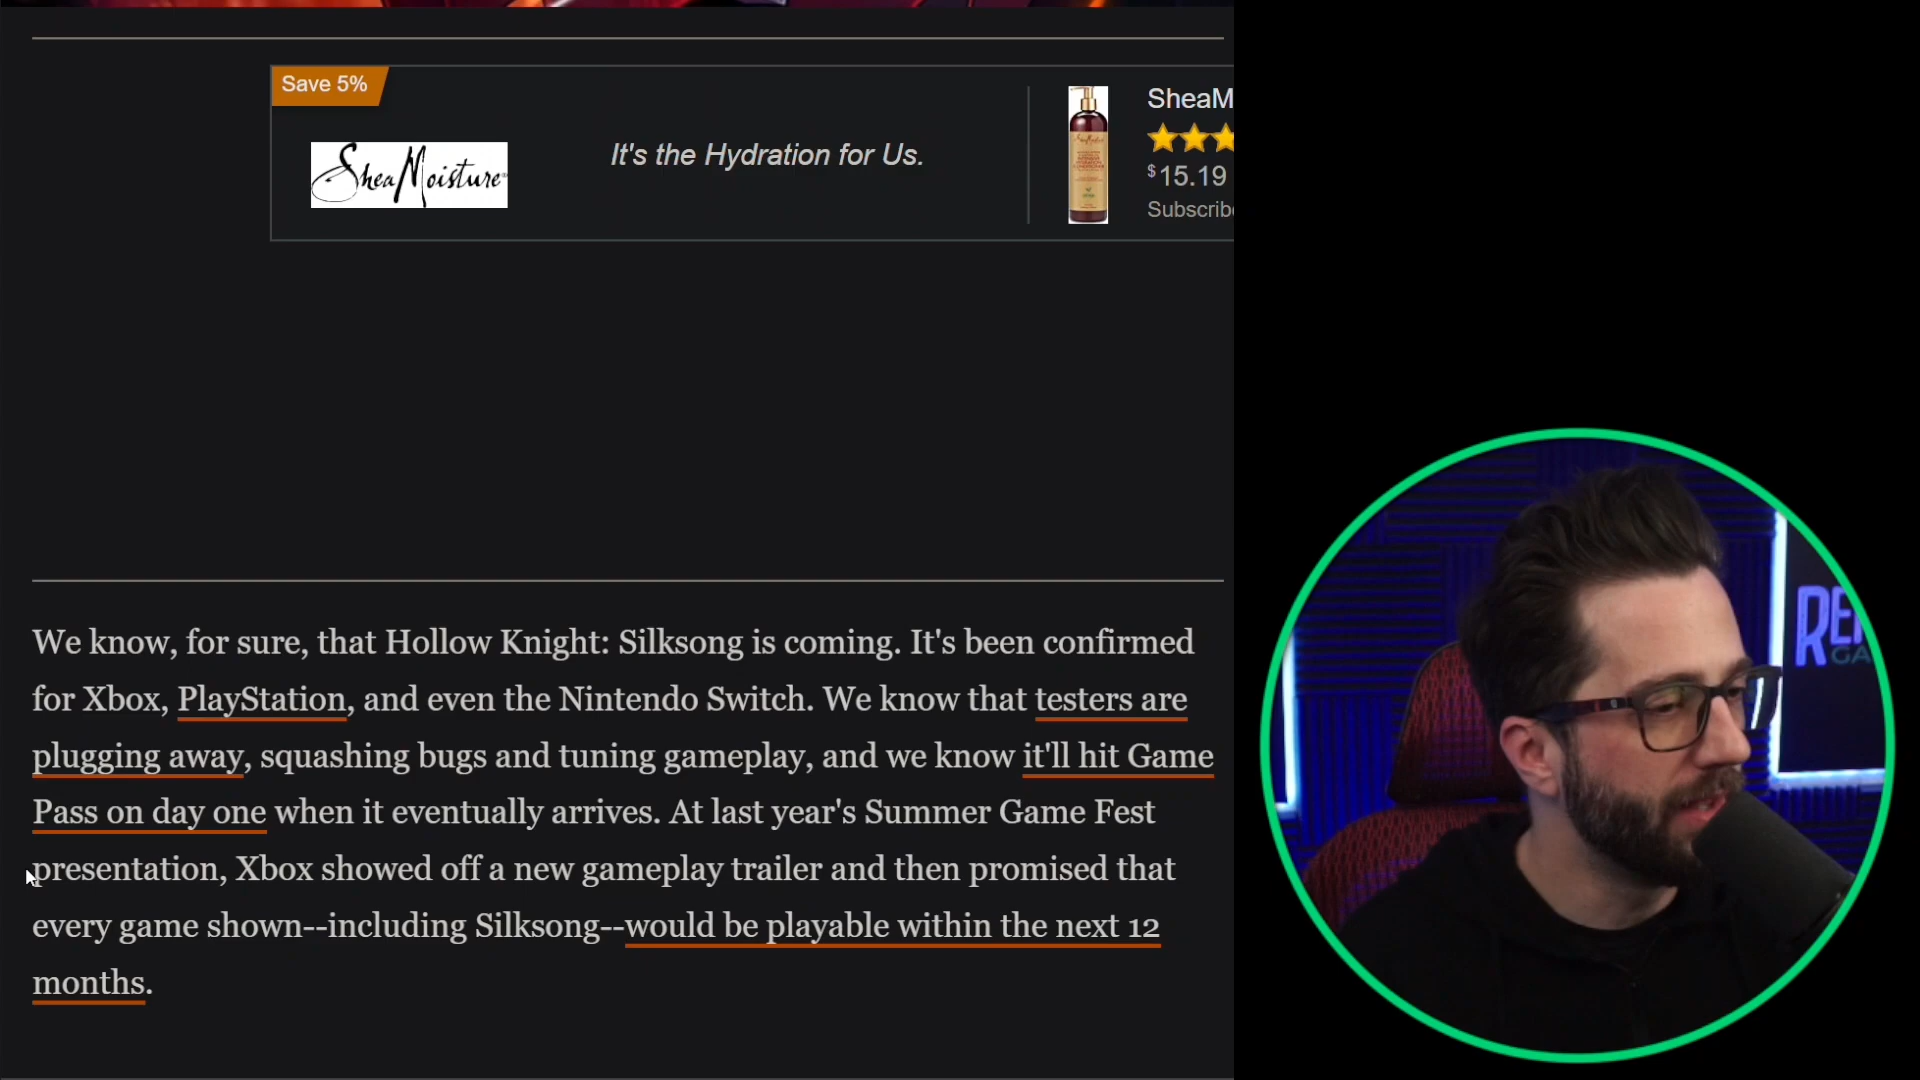 Save 5%
SheaMoisture
It's the Hydration for Us.
SheaM
$15.19
Subscribe
We know, for sure, that Hollow Knight: Silksong is coming. It's been confirmed
for Xbox, PlayStation, and even the Nintendo Switch. We know that testers are
plugging away, squashing bugs and tuning gameplay, and we know it'll hit Game
Pass on day one when it eventually arrives. At last year's Summer Game Fest
presentation, Xbox showed off a new gameplay trailer and then promised that
every game shown--including Silksong--would be playable within the next 12
months.
RE
GA